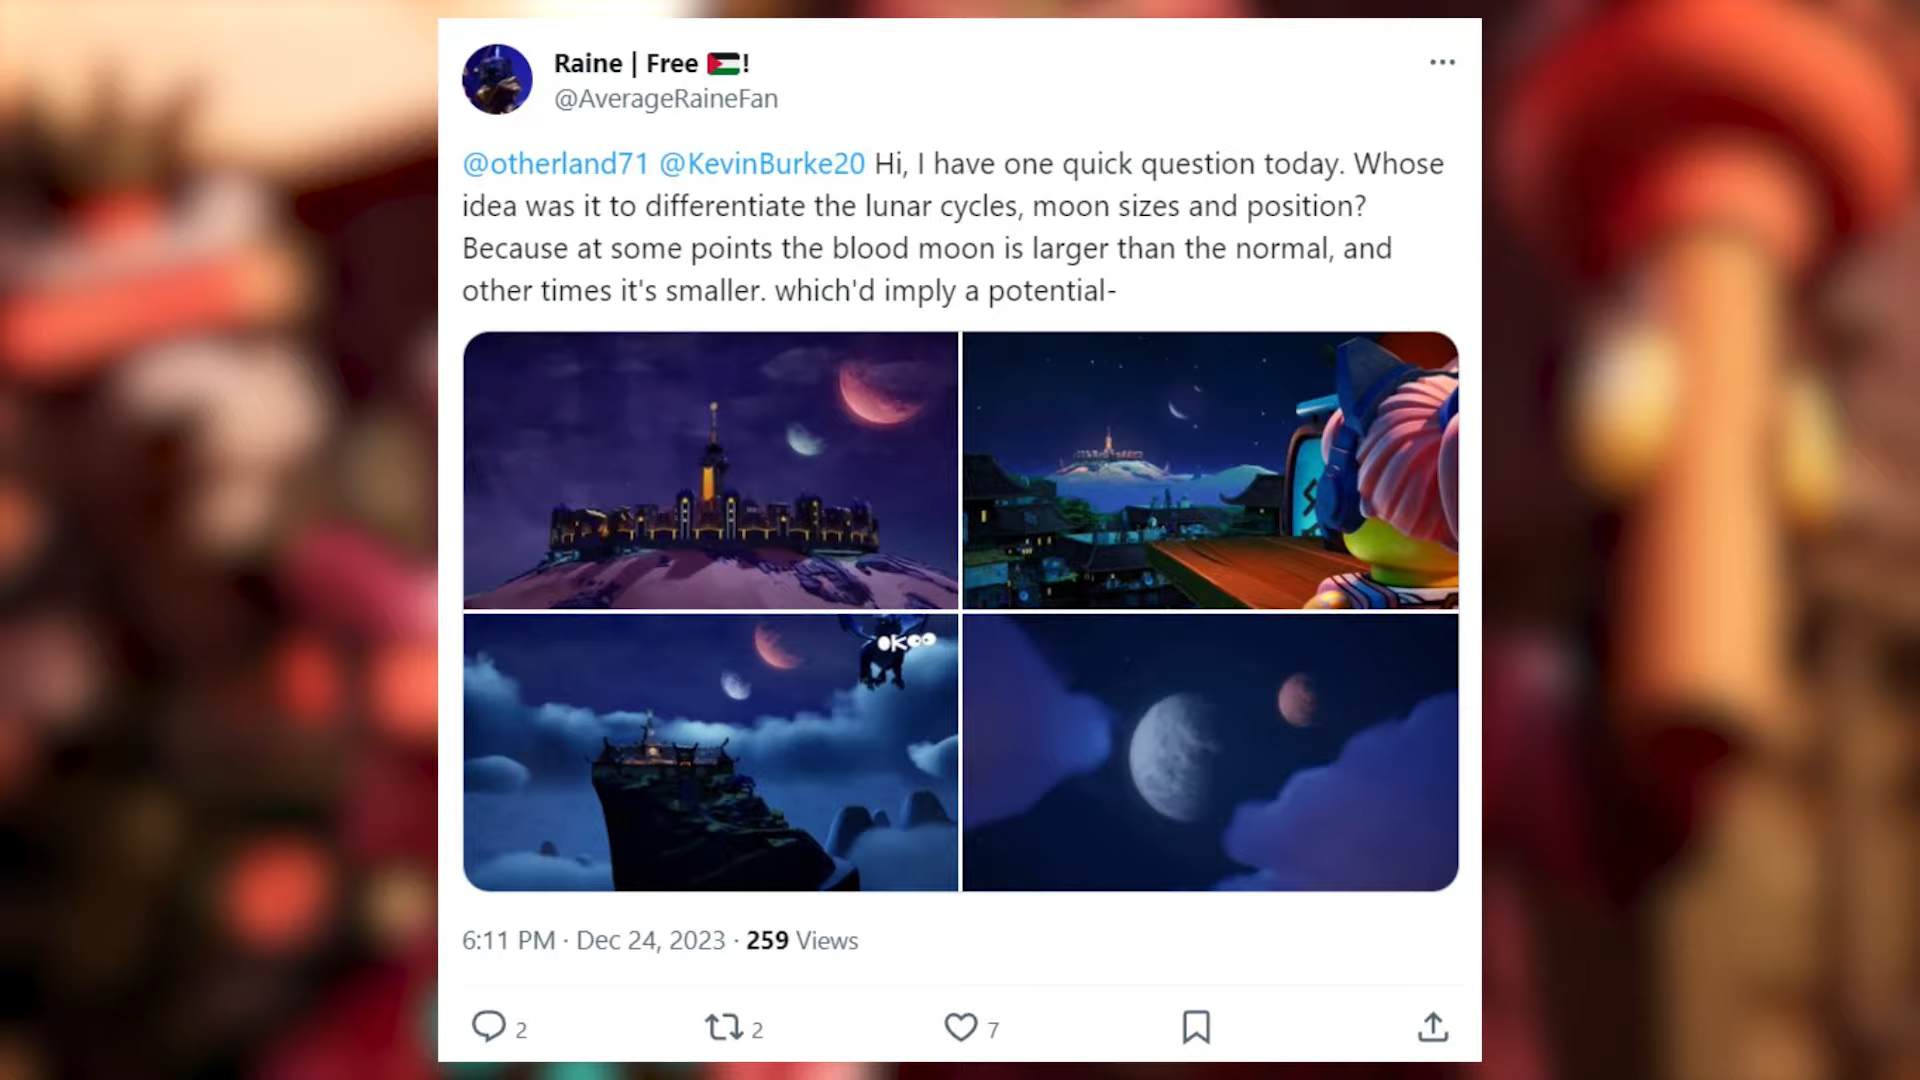 Raine | Free 🇵🇸!
@AverageRaineFan
@otherland71 @KevinBurke20 Hi, I have one quick question today. Whose
idea was it to differentiate the lunar cycles, moon sizes and position?
Because at some points the blood moon is larger than the normal, and
other times it's smaller. which'd imply a potential-
OKOO
6:11 PM · Dec 24, 2023 · 259 Views
2
2
7